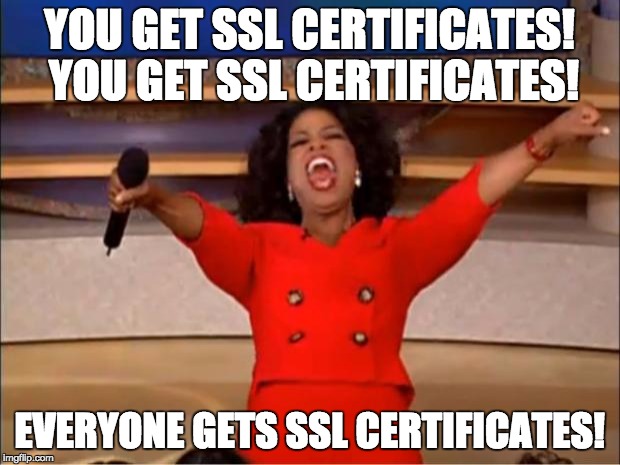 YOU GET SSL CERTIFICATES!
YOU GET SSL CERTIFICATES!
EVERYONE GETS SSL CERTIFICATES!
imgflip.com